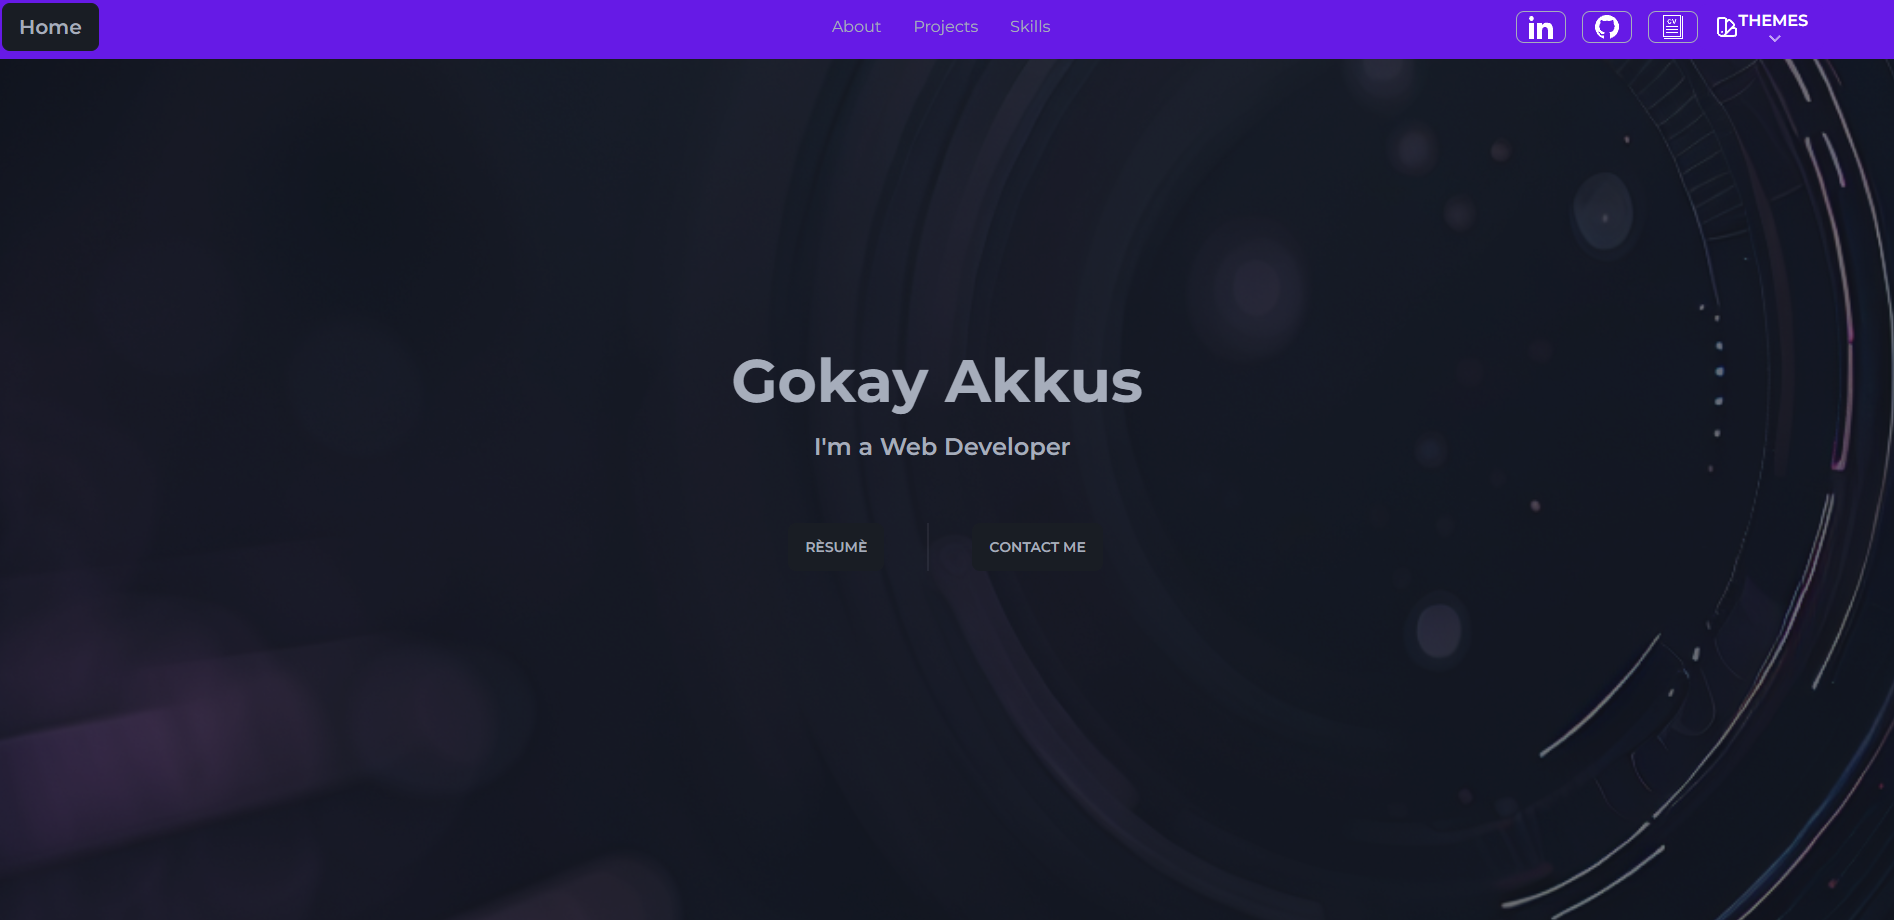 Home
About
Projects
Skills
in
CV
THEMES
Gokay Akkus
I'm a Web Developer
RÈSUMÈ
CONTACT ME